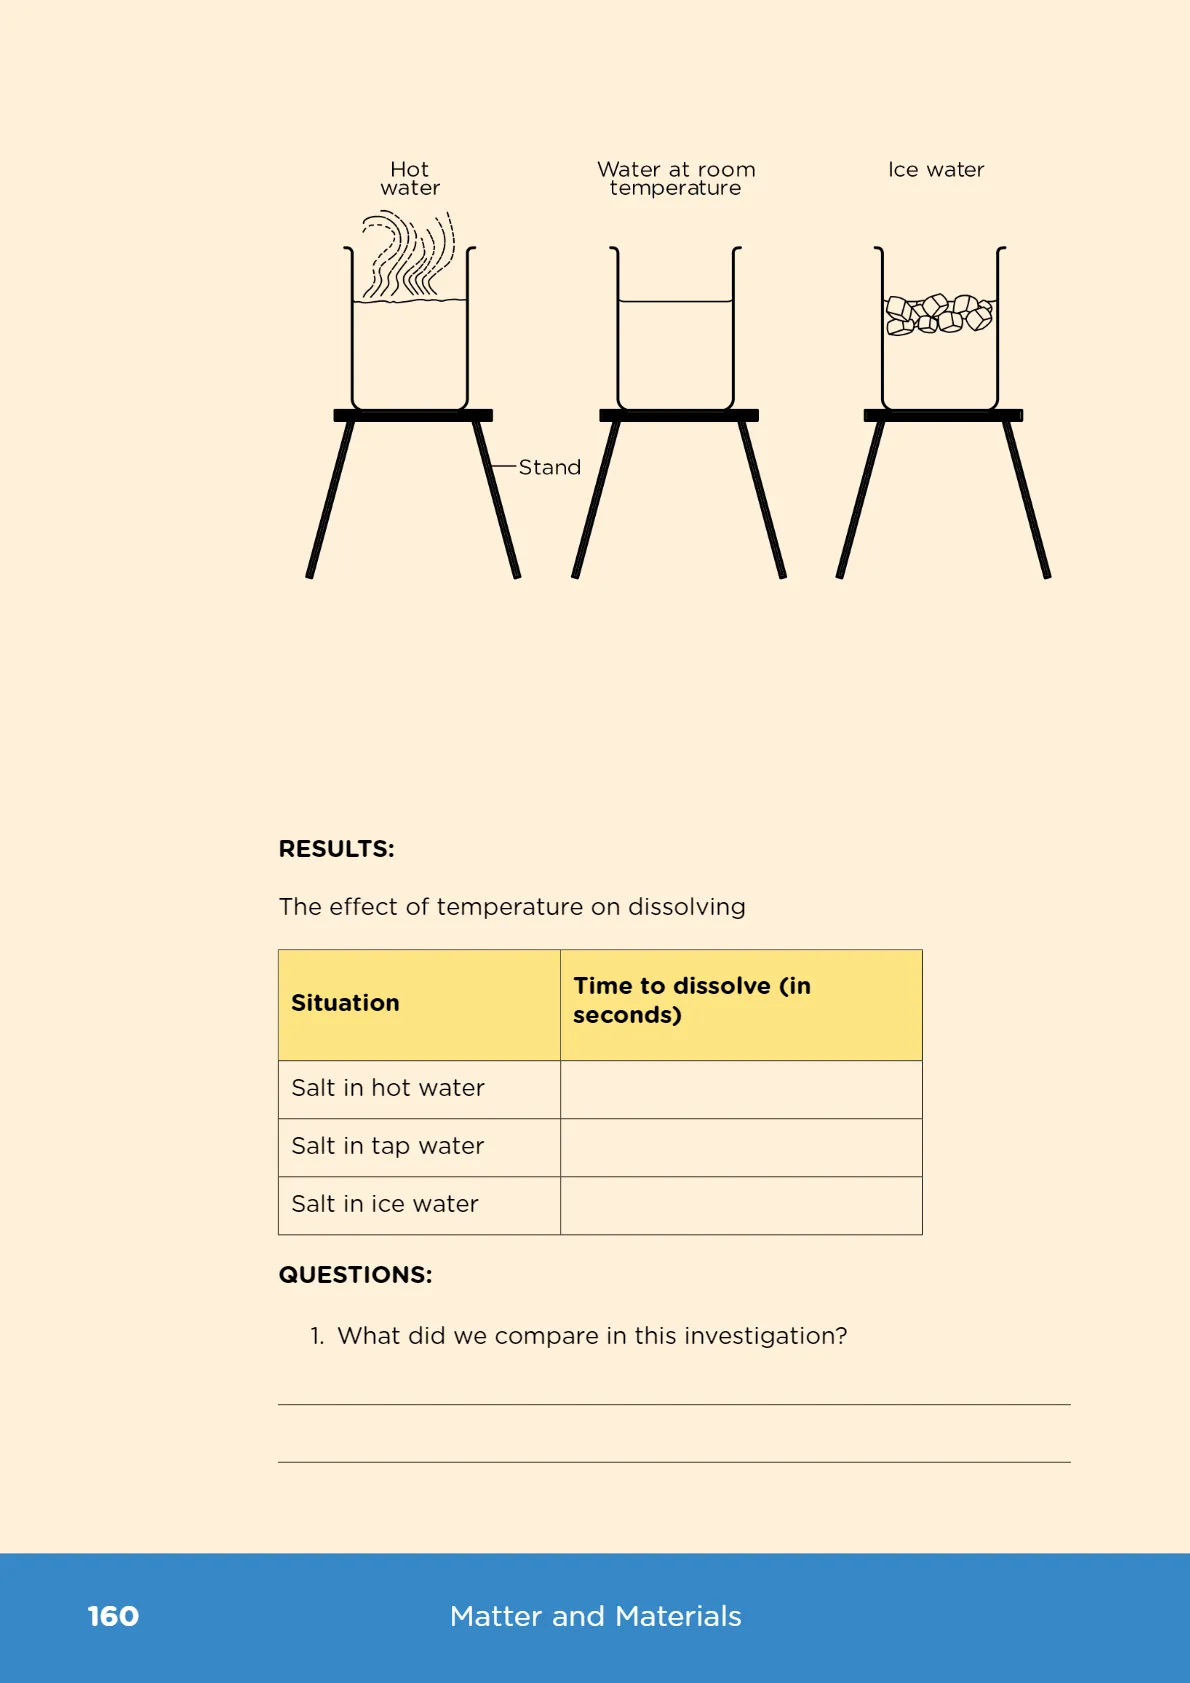 Hot
water
Water at room
temperature
Ice water
Stand
RESULTS:
The effect of temperature on dissolving
Situation
Time to dissolve (in
seconds)
Salt in hot water
Salt in tap water
Salt in ice water
QUESTIONS:
1. What did we compare in this investigation?
160
Matter and Materials